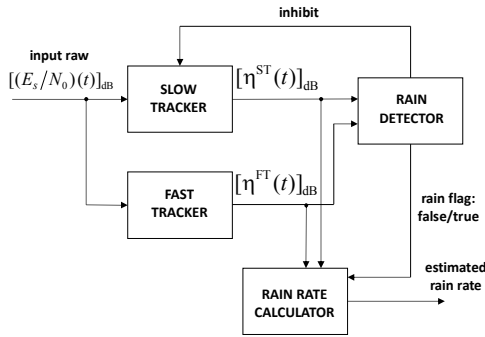 inhibit
input raw
[(E_s/N_0)(t)]_dB
SLOW
TRACKER
[η^ST(t)]_dB
RAIN
DETECTOR
FAST
TRACKER
[η^FT(t)]_dB
rain flag:
false/true
estimated
rain rate
RAIN RATE
CALCULATOR